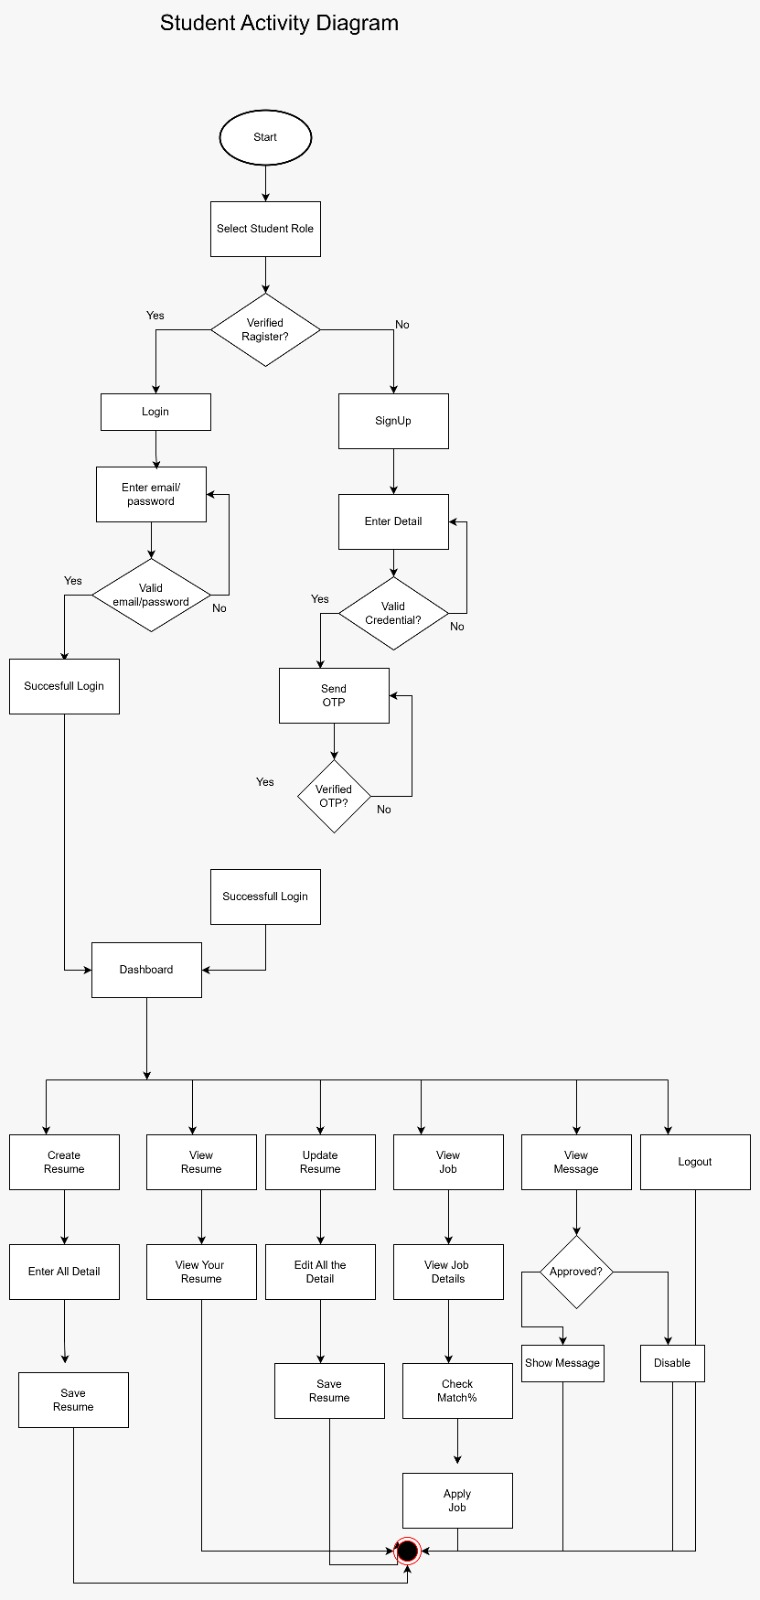 Student Activity Diagram
Start
Select Student Role
Yes
Verified
Ragister?
No
Login
SignUp
Enter email/
password
Enter Detail
Yes
Valid
email/password
No
Yes
Valid
Credential?
No
Succesfull Login
Send
OTP
Yes
Verified
OTP?
No
Successfull Login
Dashboard
Create
Resume
View
Resume
Update
Resume
View
Job
View
Message
Logout
Enter All Detail
View Your
Resume
Edit All the
Detail
View Job
Details
Approved?
Show Message
Disable
Save
Resume
Save
Resume
Check
Match%
Apply
Job